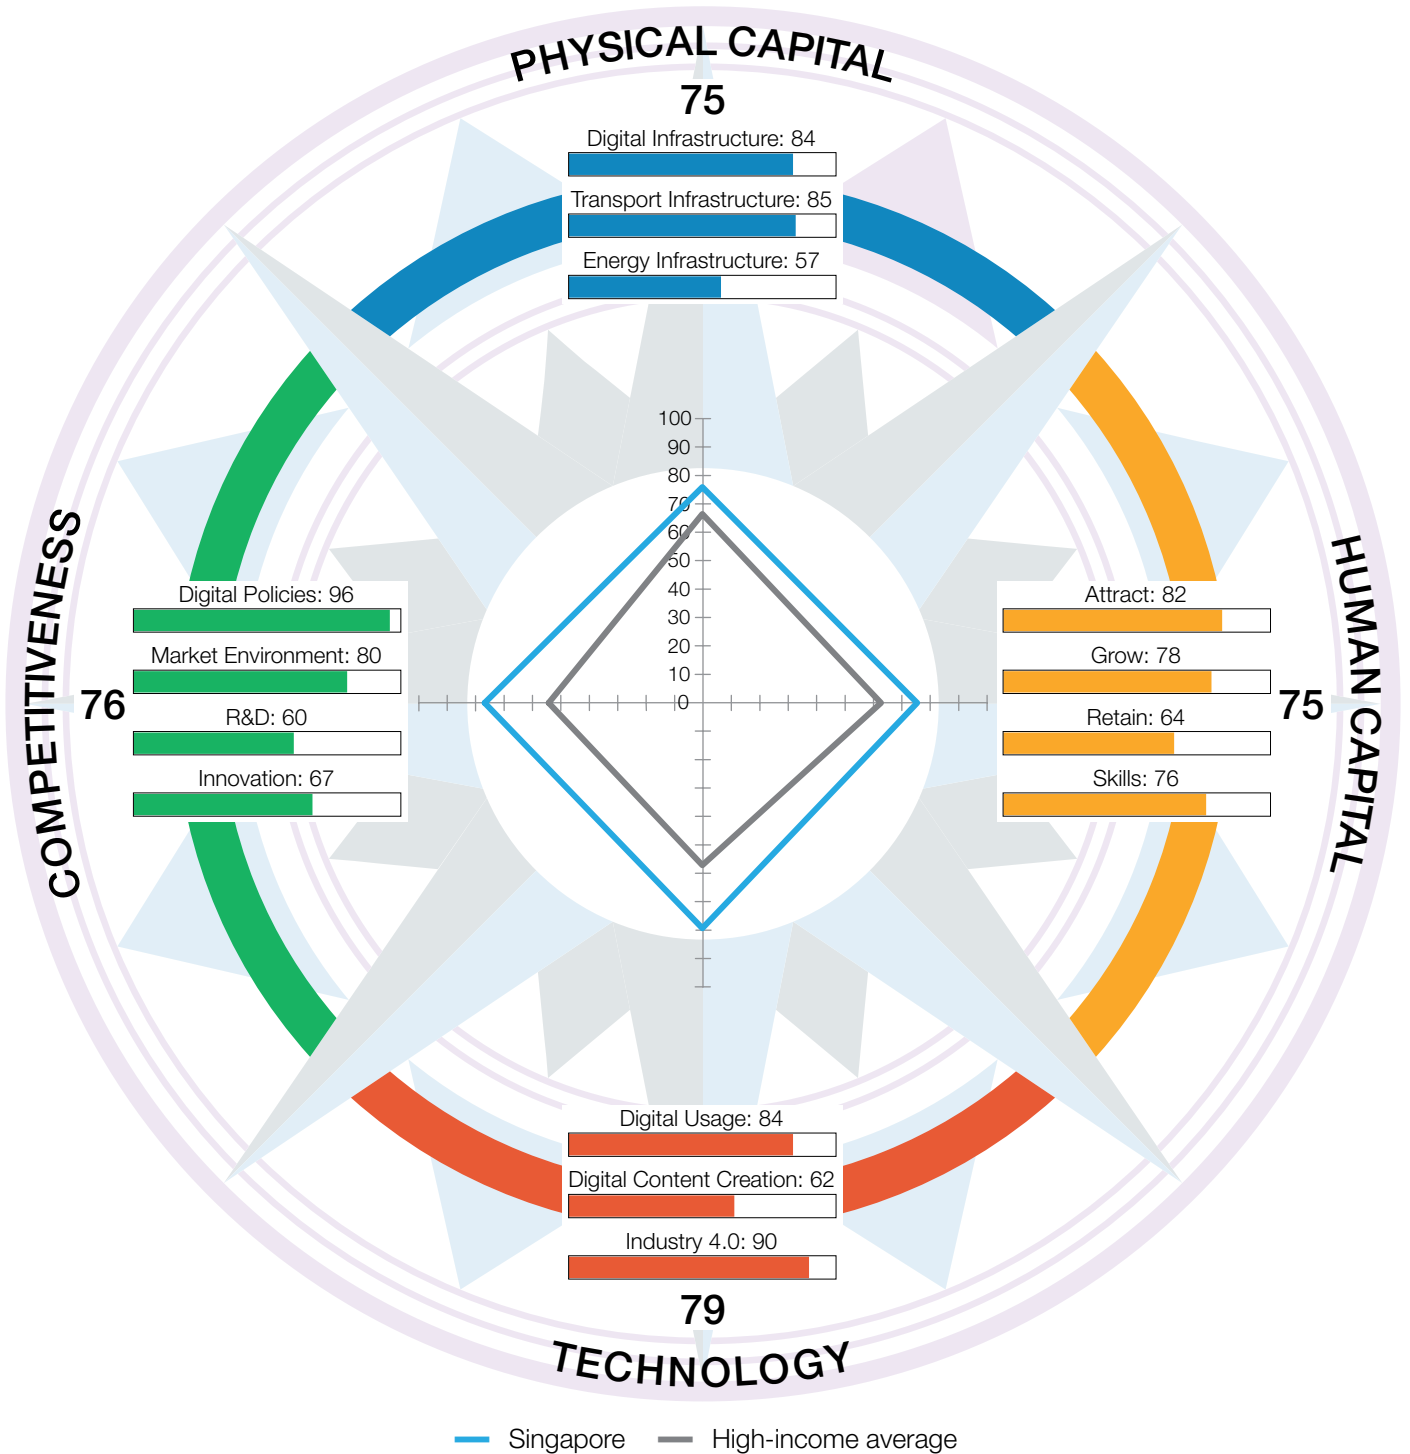 PHYSICAL CAPITAL
75
Digital Infrastructure: 84
Transport Infrastructure: 85
Energy Infrastructure: 57
100
90
80
70
60
50
40
30
20
10
0
COMPETITIVENESS
76
Digital Policies: 96
Market Environment: 80
R&D: 60
Innovation: 67
HUMAN CAPITAL
75
Attract: 82
Grow: 78
Retain: 64
Skills: 76
Digital Usage: 84
Digital Content Creation: 62
Industry 4.0: 90
79
TECHNOLOGY
Singapore
High-income average